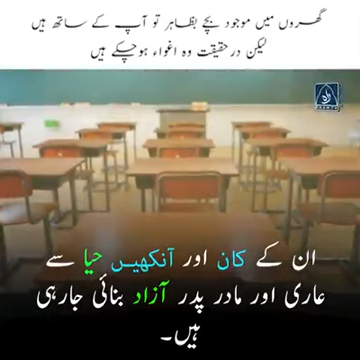 گھروں میں موجود بچے بظاہر تو آپ کے ساتھ ہیں
لیکن درحقیقت وہ اغواء ہوچکے ہیں
ان کے کان اور آنکھیں حیا سے
عاری اور مادر پدر آزاد بنائی جارہی
ہیں۔